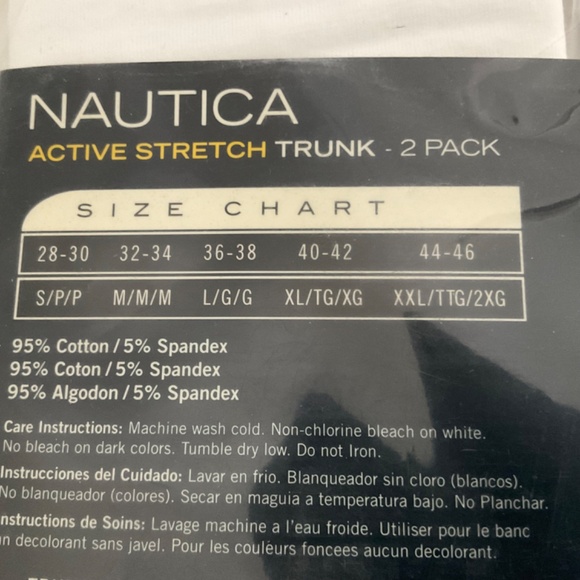 NAUTICA
ACTIVE STRETCH TRUNK - 2 PACK
SIZE CHART
28-30 32-34 36-38 40-42 44-46
S/P/P M/M/M L/G/G XL/TG/XG XXL/TTG/2XG
95% Cotton / 5% Spandex
95% Coton / 5% Spandex
95% Algodon / 5% Spandex
Care Instructions: Machine wash cold. Non-chlorine bleach on white.
No bleach on dark colors. Tumble dry low. Do not Iron.
Instrucciones del Cuidado: Lavar en frio. Blanqueador sin cloro (blancos).
No blanqueador (colores). Secar en maguia a temperatura bajo. No Planchar.
nstructions de Soins: Lavage machine a l'eau froide. Utiliser pour le banc
n decolorant sans javel. Pour les couleurs foncees aucun decolorant.